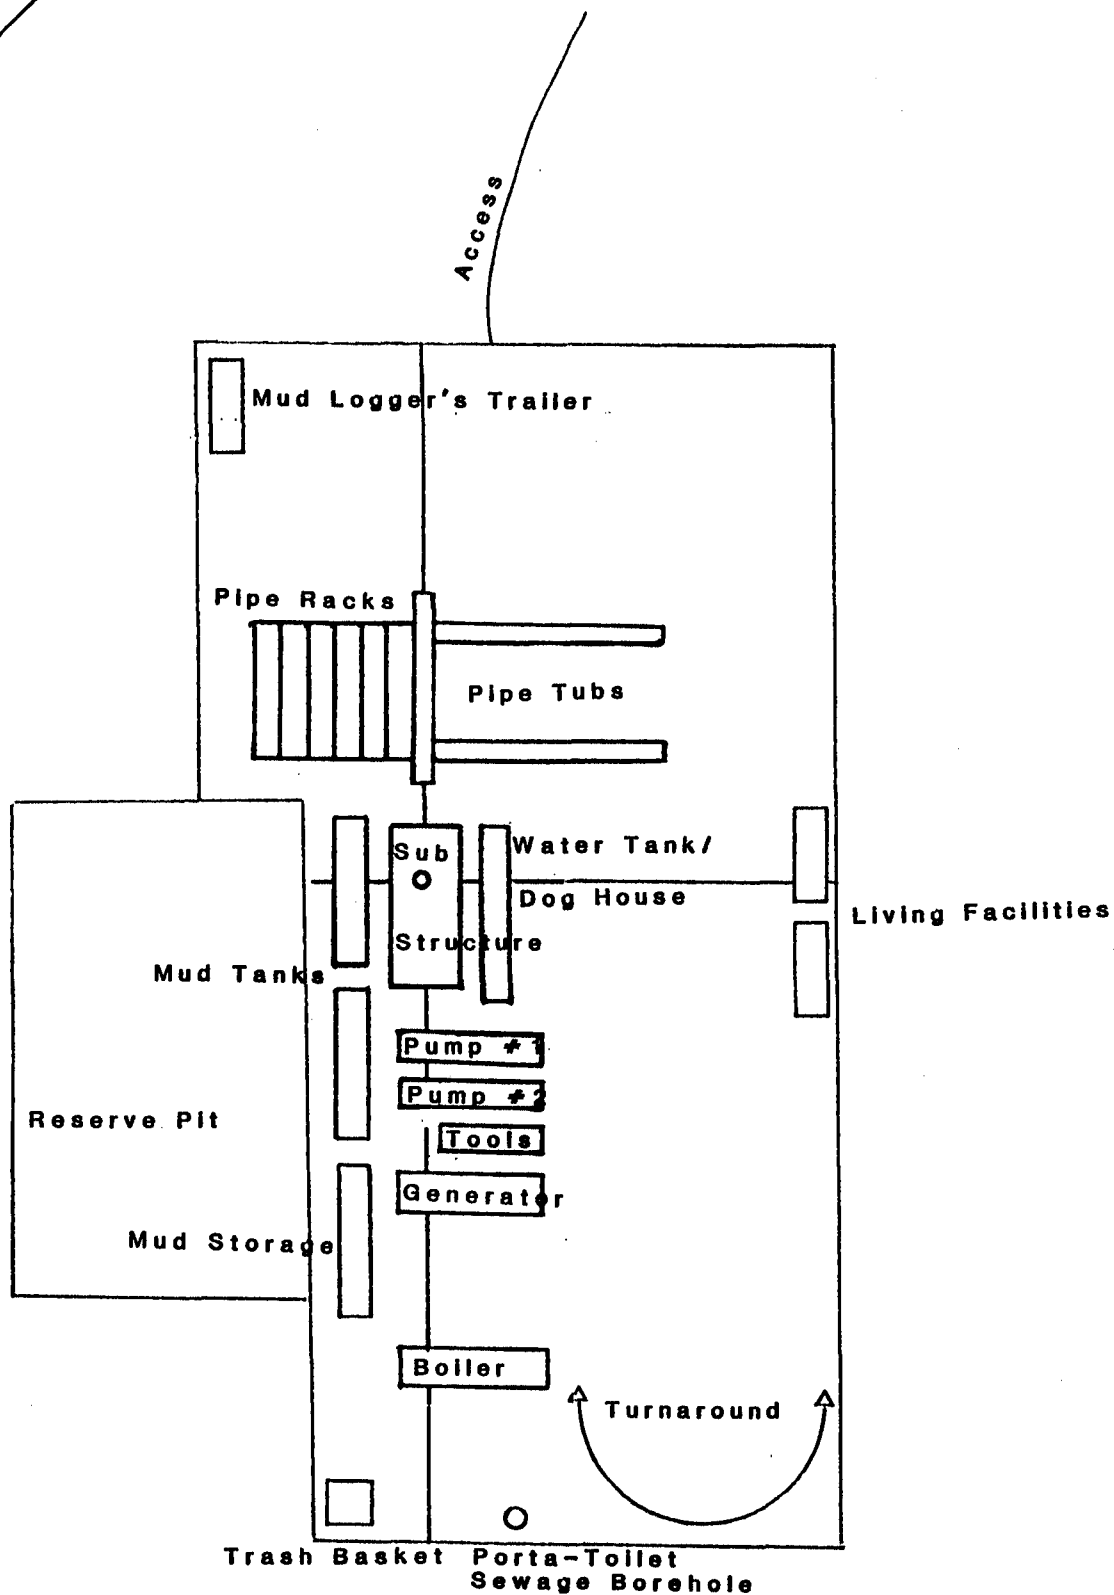 Access
Mud Logger's Trailer
Pipe Racks
Pipe Tubs
Sub
Structure
Water Tank/
Dog House
Living Facilities
Mud Tanks
Pump #1
Pump #2
Reserve Pit
Tools
Generator
Mud Storage
Boiler
Turnaround
Trash Basket
Porta-Toilet
Sewage Borehole